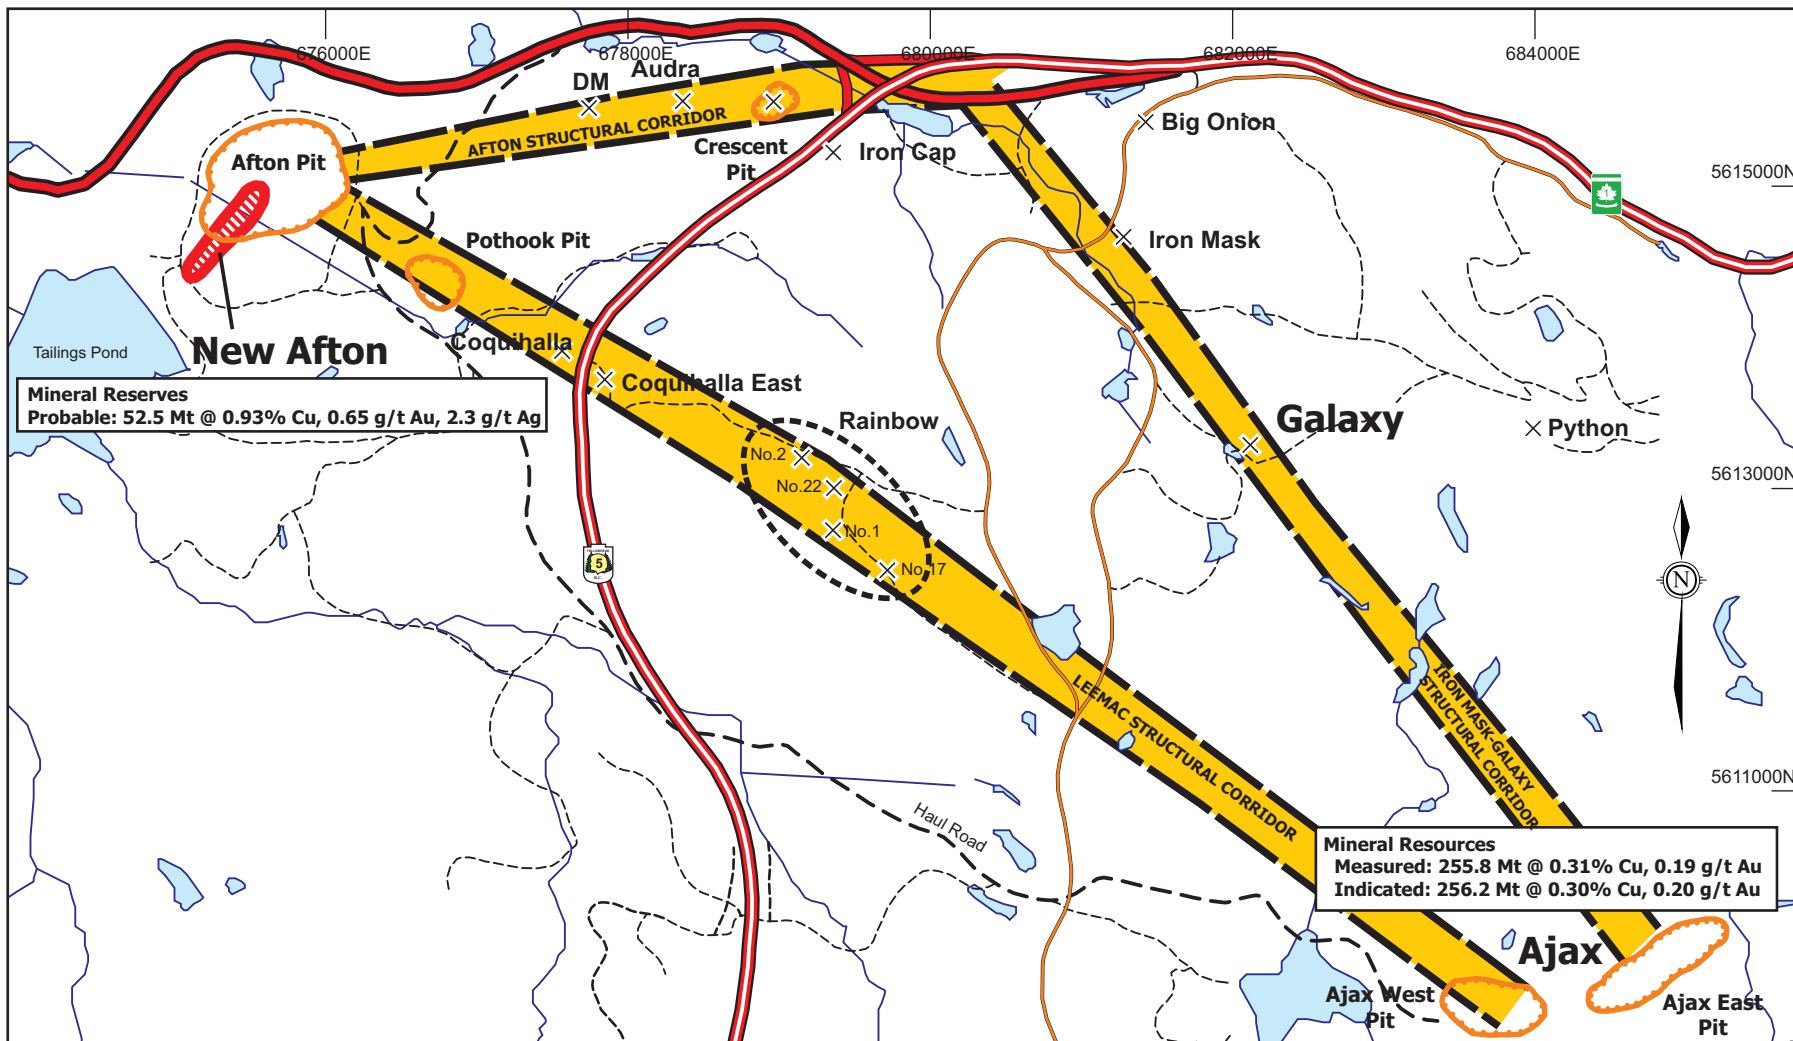 676000E
678000E
680000E
682000E
684000E
DM
Audra
AFTON STRUCTURAL CORRIDOR
Crescent
Pit
Iron Cap
Big Onion
Afton Pit
1
5615000N
Pothook Pit
Iron Mask
Tailings Pond
New Afton
Coquihalla
Mineral Reserves
Probable: 52.5 Mt @ 0.93% Cu, 0.65 g/t Au, 2.3 g/t Ag
Coquihalla East
Rainbow
Galaxy
Python
No.2
No.22
No.1
No.17
5613000N
5
B.C.
N
LEEMAC STRUCTURAL CORRIDOR
IRON MASK-GALAXY
STRUCTURAL CORRIDOR
5611000N
Haul Road
Mineral Resources
Measured: 255.8 Mt @ 0.31% Cu, 0.19 g/t Au
Indicated: 256.2 Mt @ 0.30% Cu, 0.20 g/t Au
Ajax
Ajax West
Pit
Ajax East
Pit